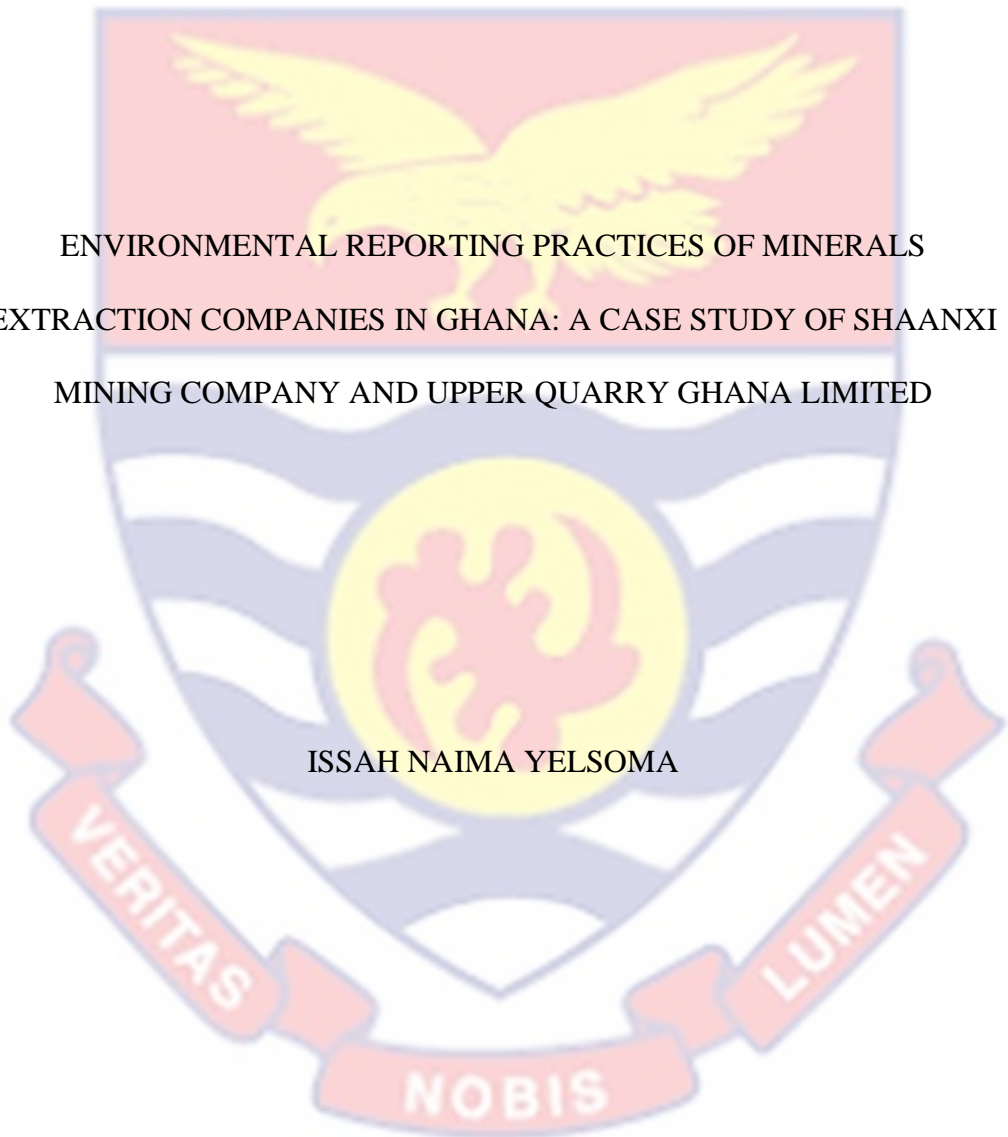 ENVIRONMENTAL REPORTING PRACTICES OF MINERALS
EXTRACTION COMPANIES IN GHANA: A CASE STUDY OF SHAANXI
MINING COMPANY AND UPPER QUARRY GHANA LIMITED
ISSAH NAIMA YELSOMA
VERITAS
NOBIS
LUMEN